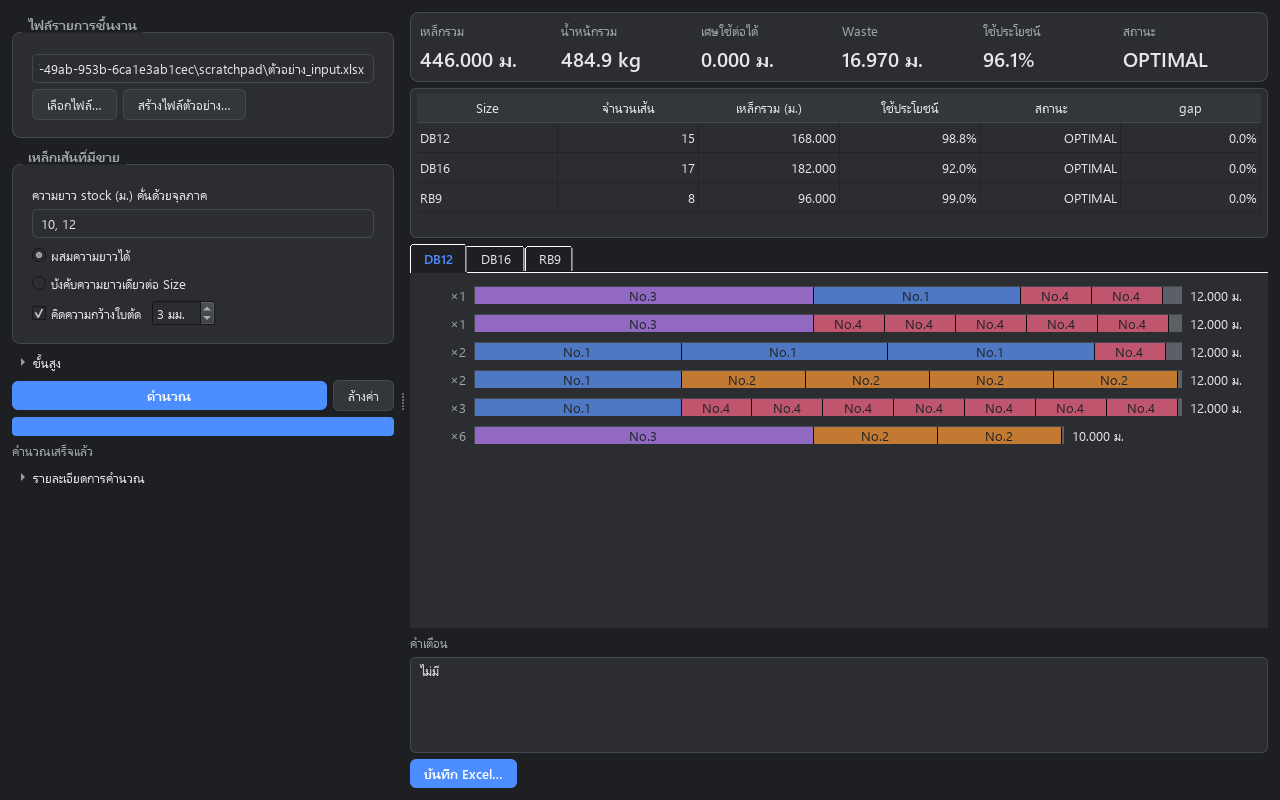 ไฟล์รายการชิ้นงาน
-49ab-953b-6ca1e3ab1cec\scratchpad\ตัวอย่าง_input.xlsx
เลือกไฟล์... สร้างไฟล์ตัวอย่าง...
เหล็กเส้นที่มีขาย
ความยาว stock (ม.) คั่นด้วยจุลภาค
10, 12
ผสมความยาวได้
บังคับความยาวเดียวต่อ Size
คิดความกว้างใบตัด 3 มม.
ขั้นสูง
คำนวณ ล้างค่า
คำนวณเสร็จแล้ว
รายละเอียดการคำนวณ
เหล็กรวม น้ำหนักรวม เศษใช้ต่อได้ Waste ใช้ประโยชน์ สถานะ
446.000 ม. 484.9 kg 0.000 ม. 16.970 ม. 96.1% OPTIMAL
Size จำนวนเส้น เหล็กรวม (ม.) ใช้ประโยชน์ สถานะ gap
DB12 15 168.000 98.8% OPTIMAL 0.0%
DB16 17 182.000 92.0% OPTIMAL 0.0%
RB9 8 96.000 99.0% OPTIMAL 0.0%
DB12 DB16 RB9
×1 No.3 No.1 No.4 No.4 12.000 ม.
×1 No.3 No.4 No.4 No.4 No.4 No.4 12.000 ม.
×2 No.1 No.1 No.1 No.4 12.000 ม.
×2 No.1 No.2 No.2 No.2 No.2 12.000 ม.
×3 No.1 No.4 No.4 No.4 No.4 No.4 No.4 No.4 12.000 ม.
×6 No.3 No.2 No.2 10.000 ม.
คำเตือน
ไม่มี
บันทึก Excel...